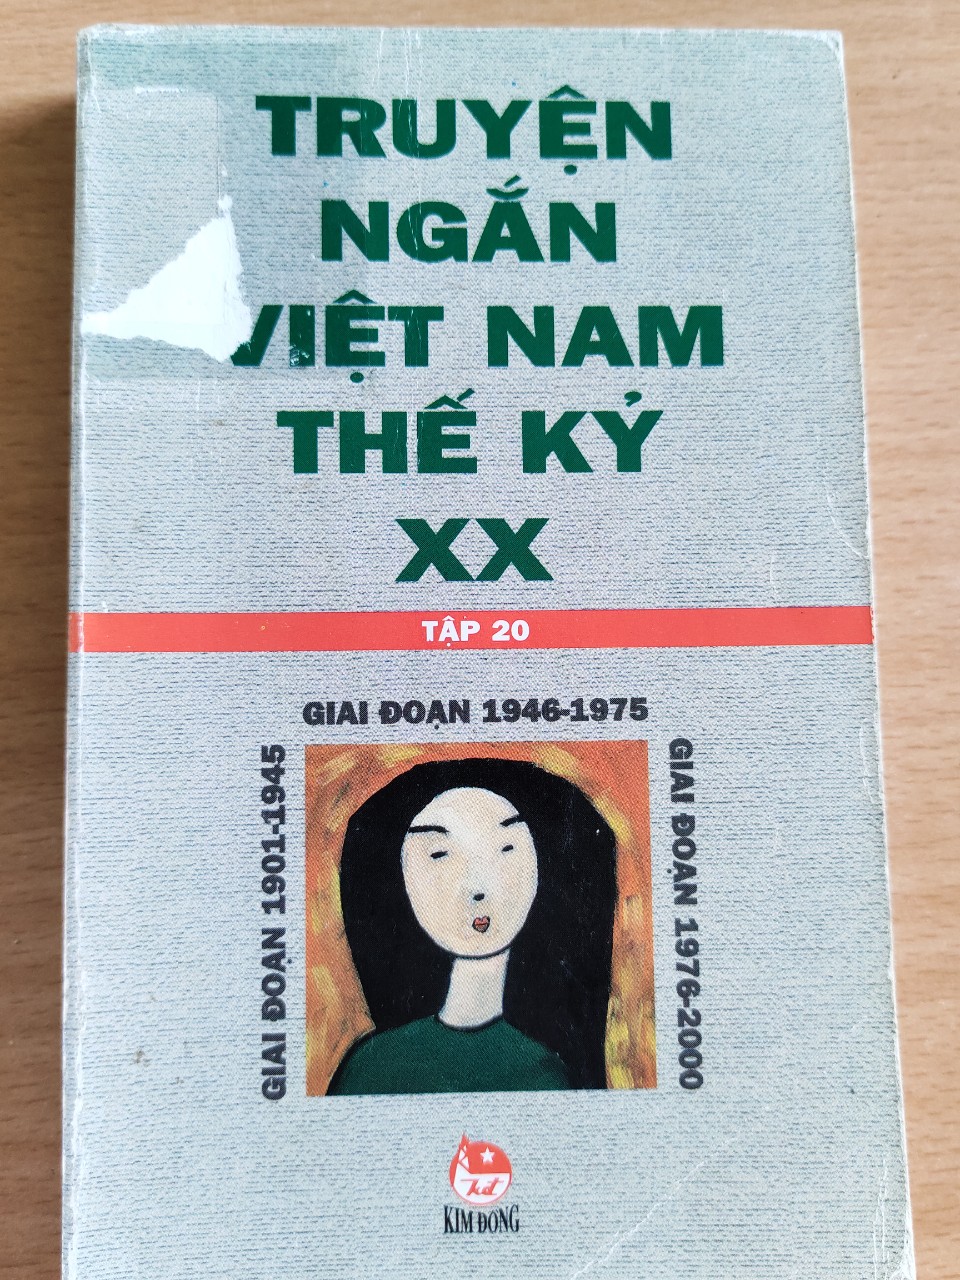 TRUYỆN
NGẮN
VIỆT NAM
THẾ KỶ
XX
TẬP 20
GIAI ĐOẠN 1946-1975
GIAI ĐOẠN 1901-1945
GIAI ĐOẠN 1976-2000
KIM ĐỒNG